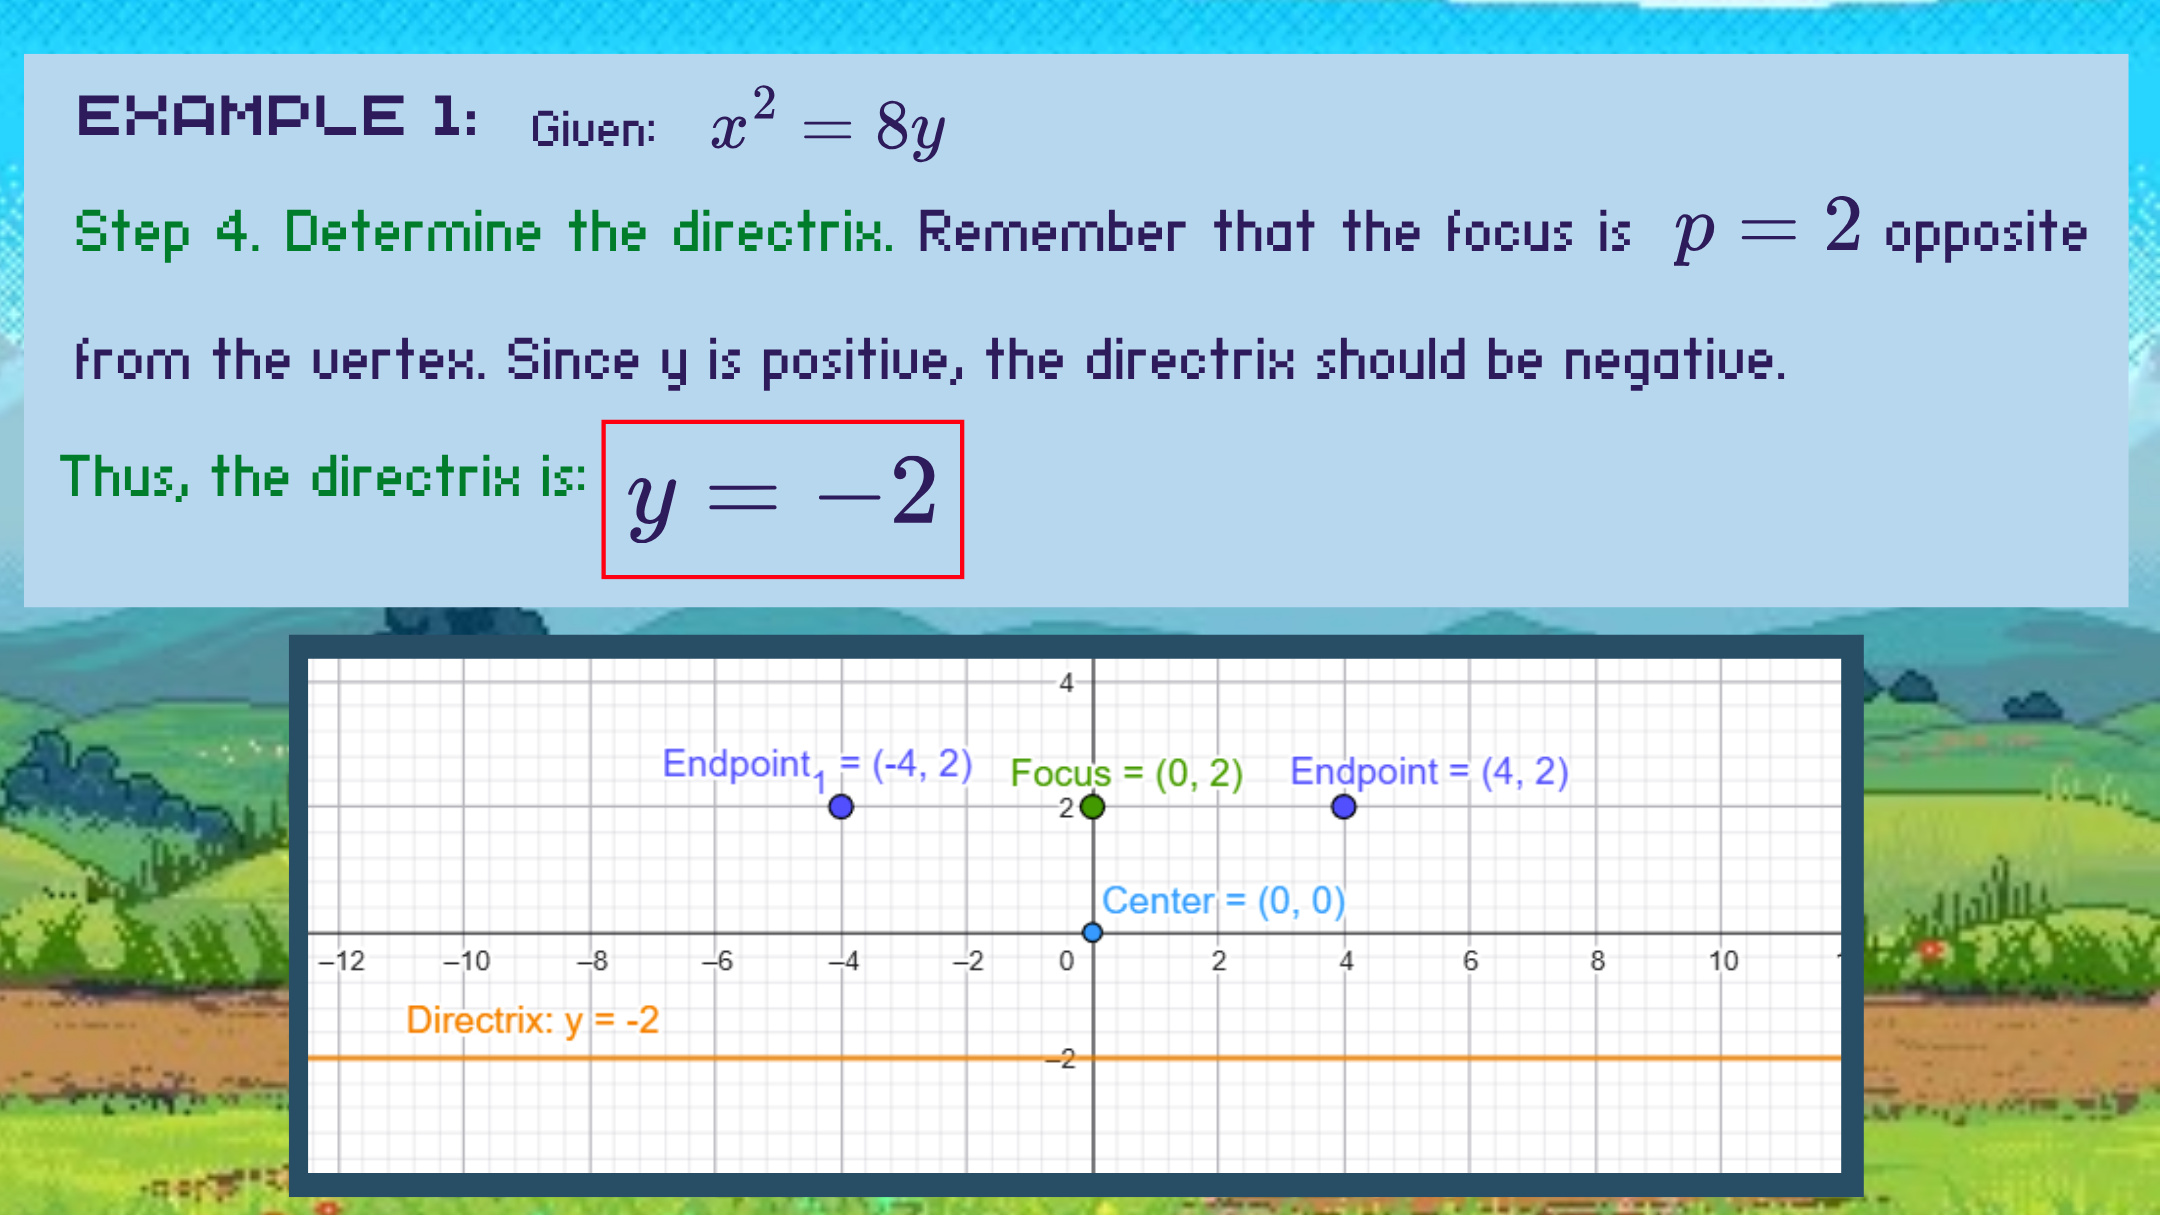 EXAMPLE 1: Given: x² = 8y
Step 4. Determine the directrix. Remember that the focus is p = 2 opposite
from the vertex. Since y is positive, the directrix should be negative.
Thus, the directrix is: y = −2
4
Endpoint₁ = (-4, 2) Focus = (0, 2) Endpoint = (4, 2)
2
Center = (0, 0)
–12 –10 –8 –6 –4 –2 0 2 4 6 8 10
Directrix: y = -2
–2